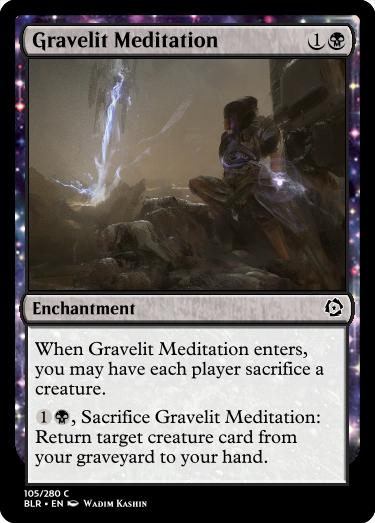 Gravelit Meditation 1
Enchantment
When Gravelit Meditation enters,
you may have each player sacrifice a
creature.
1, Sacrifice Gravelit Meditation:
Return target creature card from
your graveyard to your hand.
105/280 C
BLR • EN Wadim Kashin